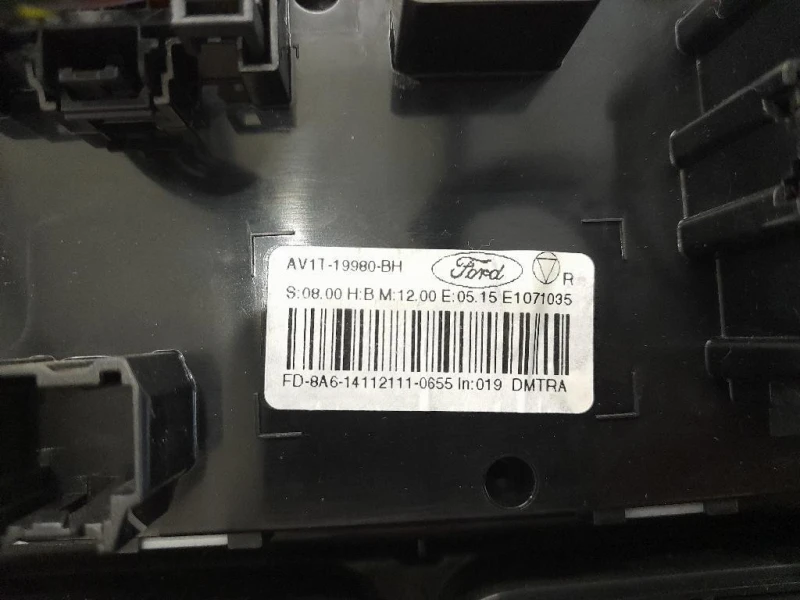 AV1T-19980-BH Ford R
S:08.00 H:B M:12.00 E:05.15 E1071035
FD-8A6-14112111-0655 In:019 DMTRA